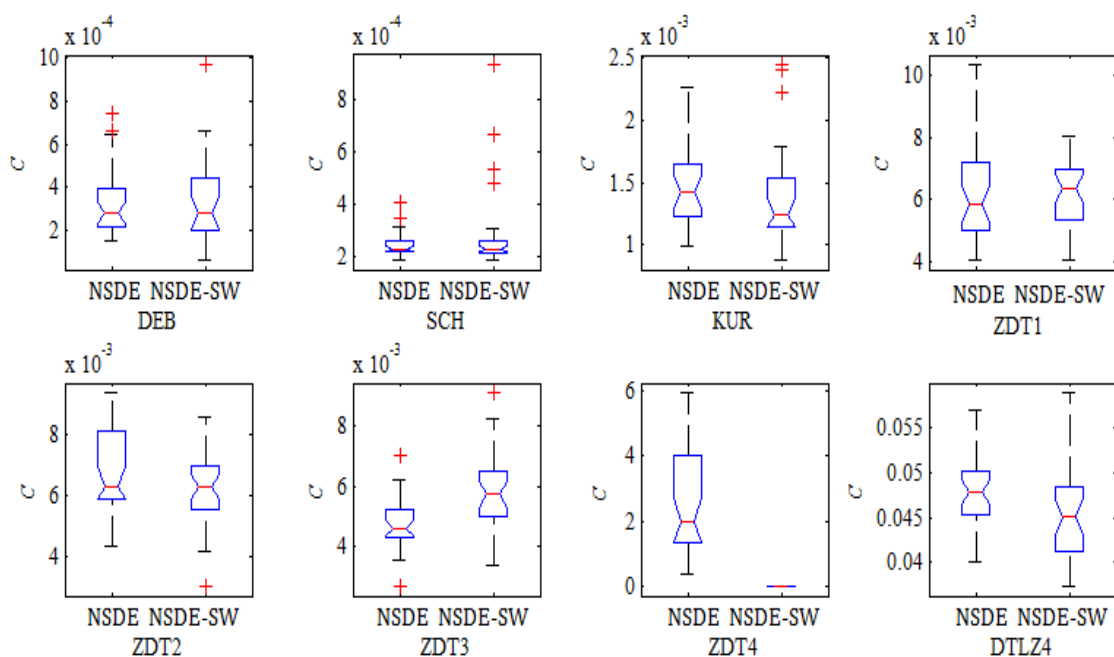 x 10-4
10
8
6
4
2
C
NSDE NSDE-SW
DEB
x 10-4
8
6
4
2
C
NSDE NSDE-SW
SCH
x 10-3
2.5
2
1.5
1
C
NSDE NSDE-SW
KUR
x 10-3
10
8
6
4
C
NSDE NSDE-SW
ZDT1
x 10-3
8
6
4
C
NSDE NSDE-SW
ZDT2
x 10-3
8
6
4
C
NSDE NSDE-SW
ZDT3
6
4
2
0
C
NSDE NSDE-SW
ZDT4
0.055
0.05
0.045
0.04
C
NSDE NSDE-SW
DTLZ4